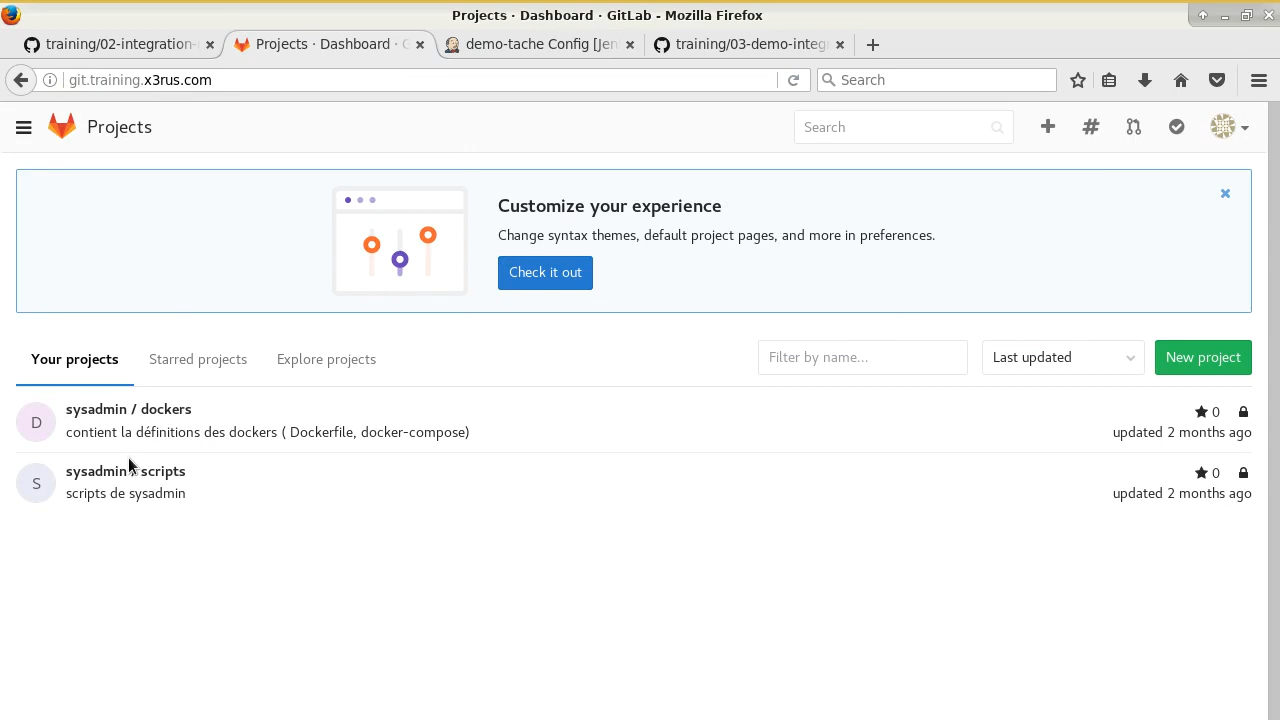 Projects · Dashboard · GitLab - Mozilla Firefox
training/02-integration-
Projects · Dashboard ·
demo-tache Config [Jen
training/03-demo-integ
git.training.x3rus.com
Search
Projects
Search
Customize your experience
Change syntax themes, default project pages, and more in preferences.
Check it out
Your projects
Starred projects
Explore projects
Filter by name...
Last updated
New project
D
sysadmin / dockers
0
contient la définitions des dockers ( Dockerfile, docker-compose)
updated 2 months ago
S
sysadmin / scripts
0
scripts de sysadmin
updated 2 months ago